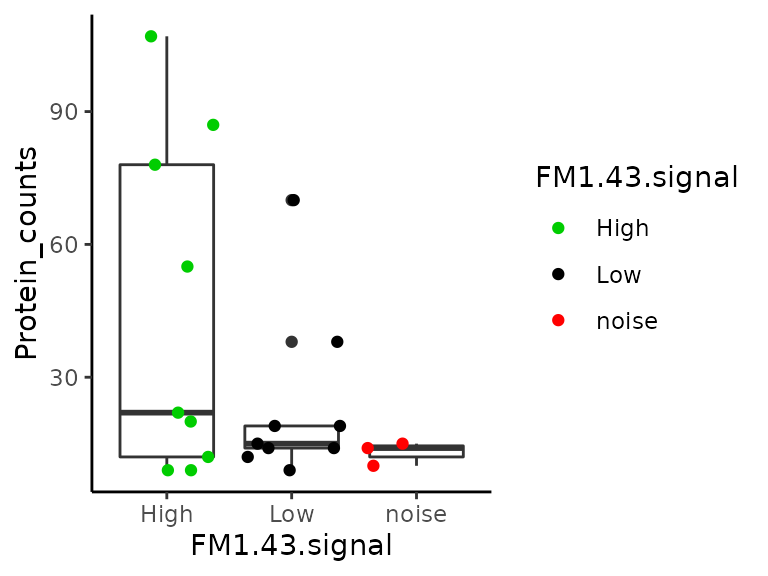 Protein_counts
90
60
30
High Low noise
FM1.43.signal
FM1.43.signal
High
Low
noise